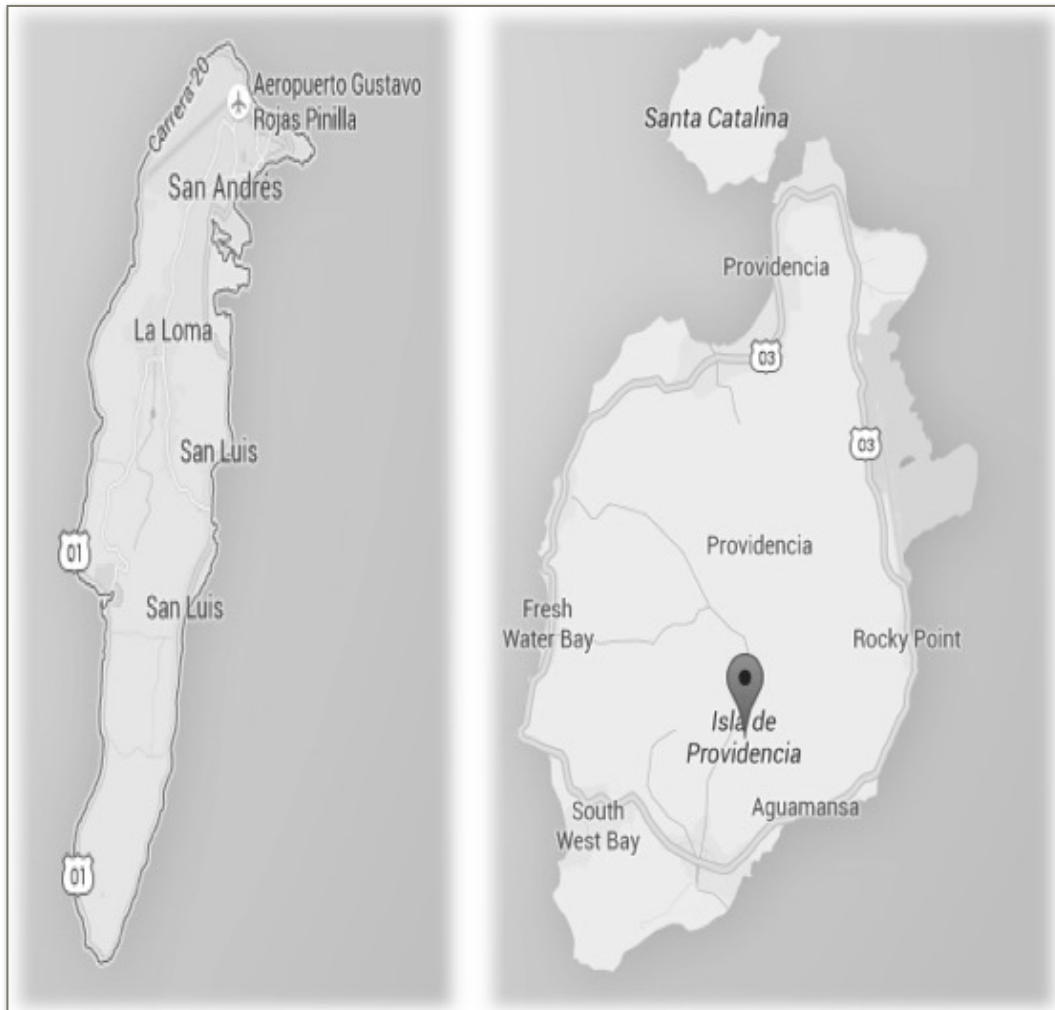 Carrera 20
Aeropuerto Gustavo
Rojas Pinilla
San Andrés
La Loma
San Luis
01
San Luis
01
Santa Catalina
Providencia
03
03
Providencia
Fresh
Water Bay
Rocky Point
Isla de
Providencia
South
West Bay
Aguamansa